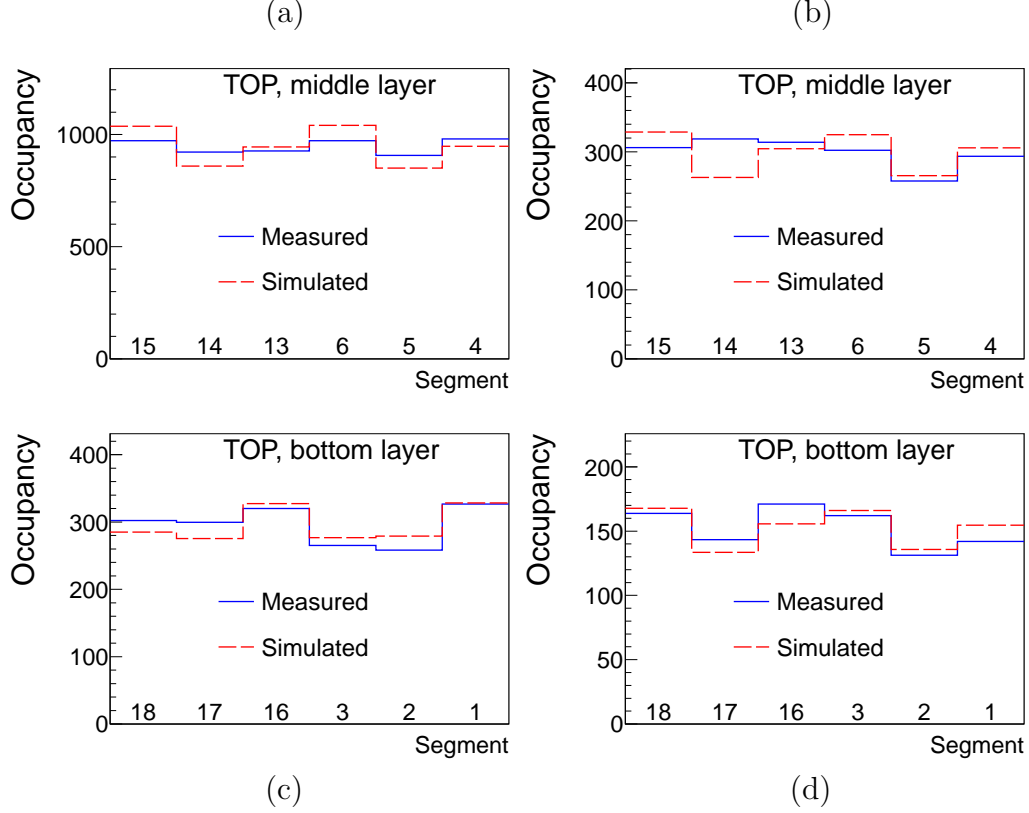 (a)
(b)
TOP, middle layer
Occupancy
1000
500
0
Measured
Simulated
15 14 13 6 5 4
Segment
TOP, middle layer
Occupancy
400
300
200
100
0
Measured
Simulated
15 14 13 6 5 4
Segment
TOP, bottom layer
Occupancy
400
300
200
100
0
Measured
Simulated
18 17 16 3 2 1
Segment
(c)
TOP, bottom layer
Occupancy
200
150
100
50
0
Measured
Simulated
18 17 16 3 2 1
Segment
(d)